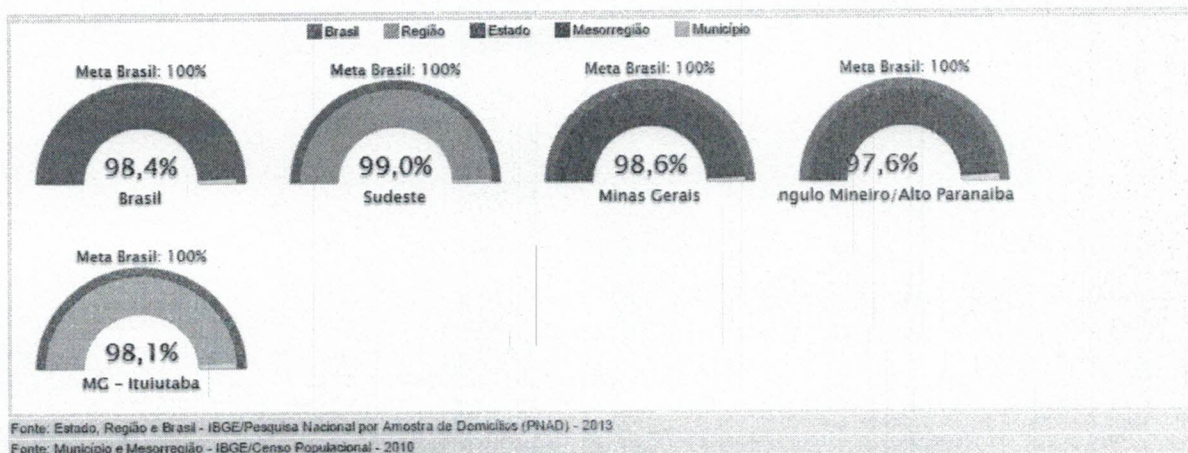 Brasil Região Estado Mesorregião Município
Meta Brasil: 100% Meta Brasil: 100% Meta Brasil: 100% Meta Brasil: 100%
98,4% 99,0% 98,6% 97,6%
Brasil Sudeste Minas Gerais ngulo Mineiro/Alto Paranaiba
Meta Brasil: 100%
98,1%
MG - Ituiutaba
Fonte: Estado, Região e Brasil - IBGE/Pesquisa Nacional por Amostra de Domicílios (PNAD) - 2013
Fonte: Município e Mesorregião - IBGE/Censo Populacional - 2010